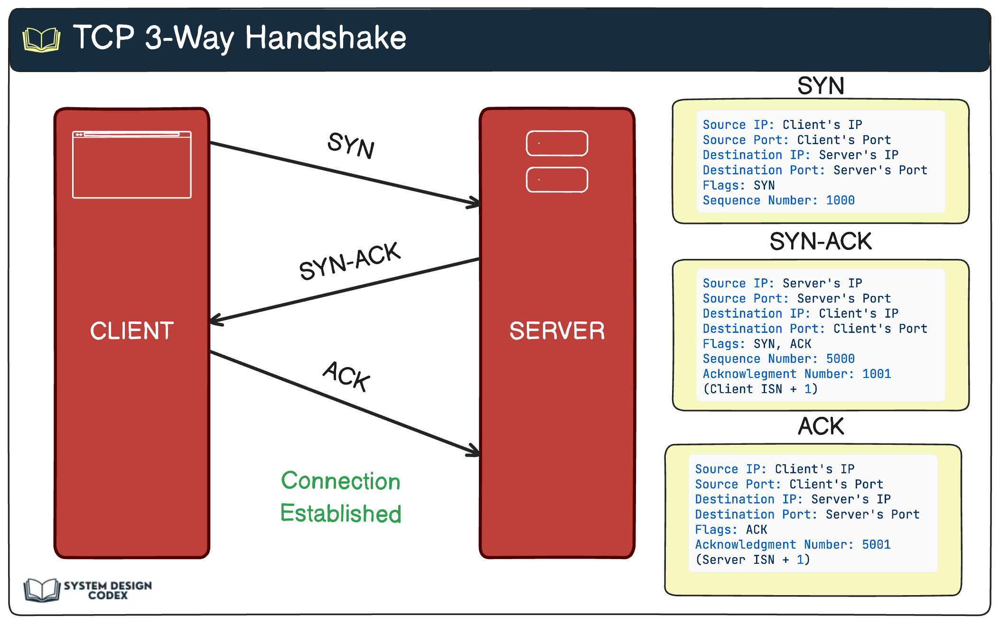 TCP 3-Way Handshake
CLIENT
SYN
SYN-ACK
ACK
Connection
Established
SERVER
SYN
Source IP: Client's IP
Source Port: Client's Port
Destination IP: Server's IP
Destination Port: Server's Port
Flags: SYN
Sequence Number: 1000
SYN-ACK
Source IP: Server's IP
Source Port: Server's Port
Destination IP: Client's IP
Destination Port: Client's Port
Flags: SYN, ACK
Sequence Number: 5000
Acknowlegment Number: 1001
(Client ISN + 1)
ACK
Source IP: Client's IP
Source Port: Client's Port
Destination IP: Server's IP
Destination Port: Server's Port
Flags: ACK
Acknowledgment Number: 5001
(Server ISN + 1)
SYSTEM DESIGN
CODEX